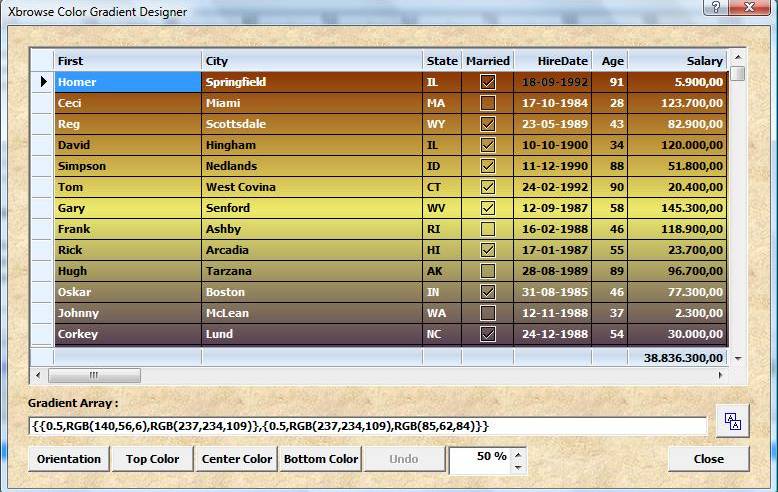 Xbrowse Color Gradient Designer
First City State Married HireDate Age Salary
Homer Springfield IL 18-09-1992 91 5.900,00
Ceci Miami MA 17-10-1984 28 123.700,00
Reg Scottsdale WY 23-05-1989 43 82.900,00
David Hingham IL 10-10-1900 34 120.000,00
Simpson Nedlands ID 11-12-1990 88 51.800,00
Tom West Covina CT 24-02-1992 90 20.400,00
Gary Senford WV 12-09-1987 58 145.300,00
Frank Ashby RI 16-02-1988 46 118.900,00
Rick Arcadia HI 17-01-1987 55 23.700,00
Hugh Tarzana AK 28-08-1989 89 96.700,00
Oskar Boston IN 31-08-1985 46 77.300,00
Johnny McLean WA 12-11-1988 37 2.300,00
Corkey Lund NC 24-12-1988 54 30.000,00
38.836.300,00
Gradient Array :
{{0.5,RGB(140,56,6),RGB(237,234,109)},{0.5,RGB(237,234,109),RGB(85,62,84)}}
Orientation Top Color Center Color Bottom Color Undo 50 % Close